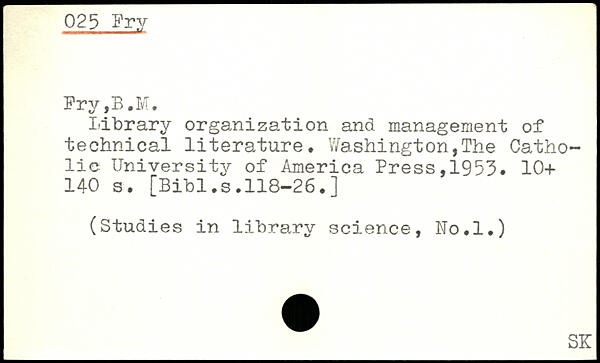 025 Fry
Fry,B.M.
Library organization and management of
technical literature. Washington,The Catho-
lic University of America Press,1953. 10+
140 s. [Bibl.s.118-26.]
(Studies in library science, No.1.)
SK